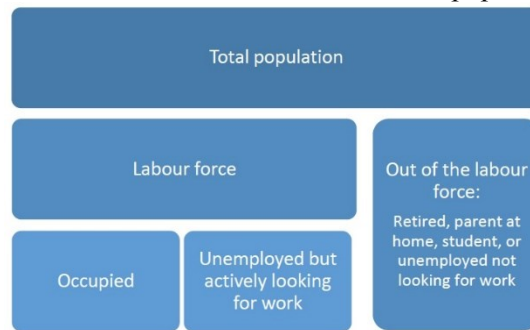 Total population
Labour force
Out of the labour
force:
Retired, parent at
home, student, or
unemployed not
looking for work
Occupied
Unemployed but
actively looking
for work